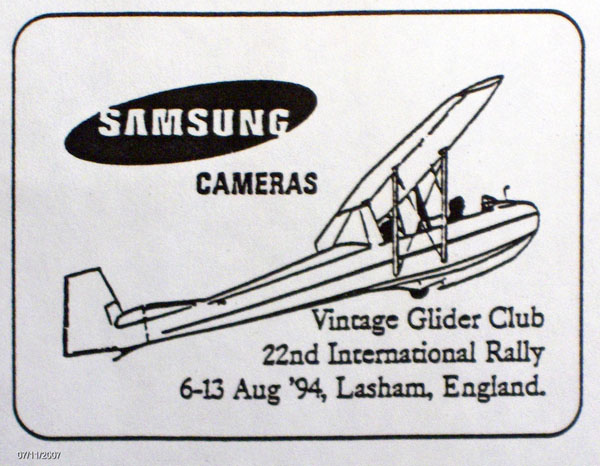 SAMSUNG
CAMERAS
Vintage Glider Club
22nd International Rally
6-13 Aug '94, Lasham, England.
07/11/2007